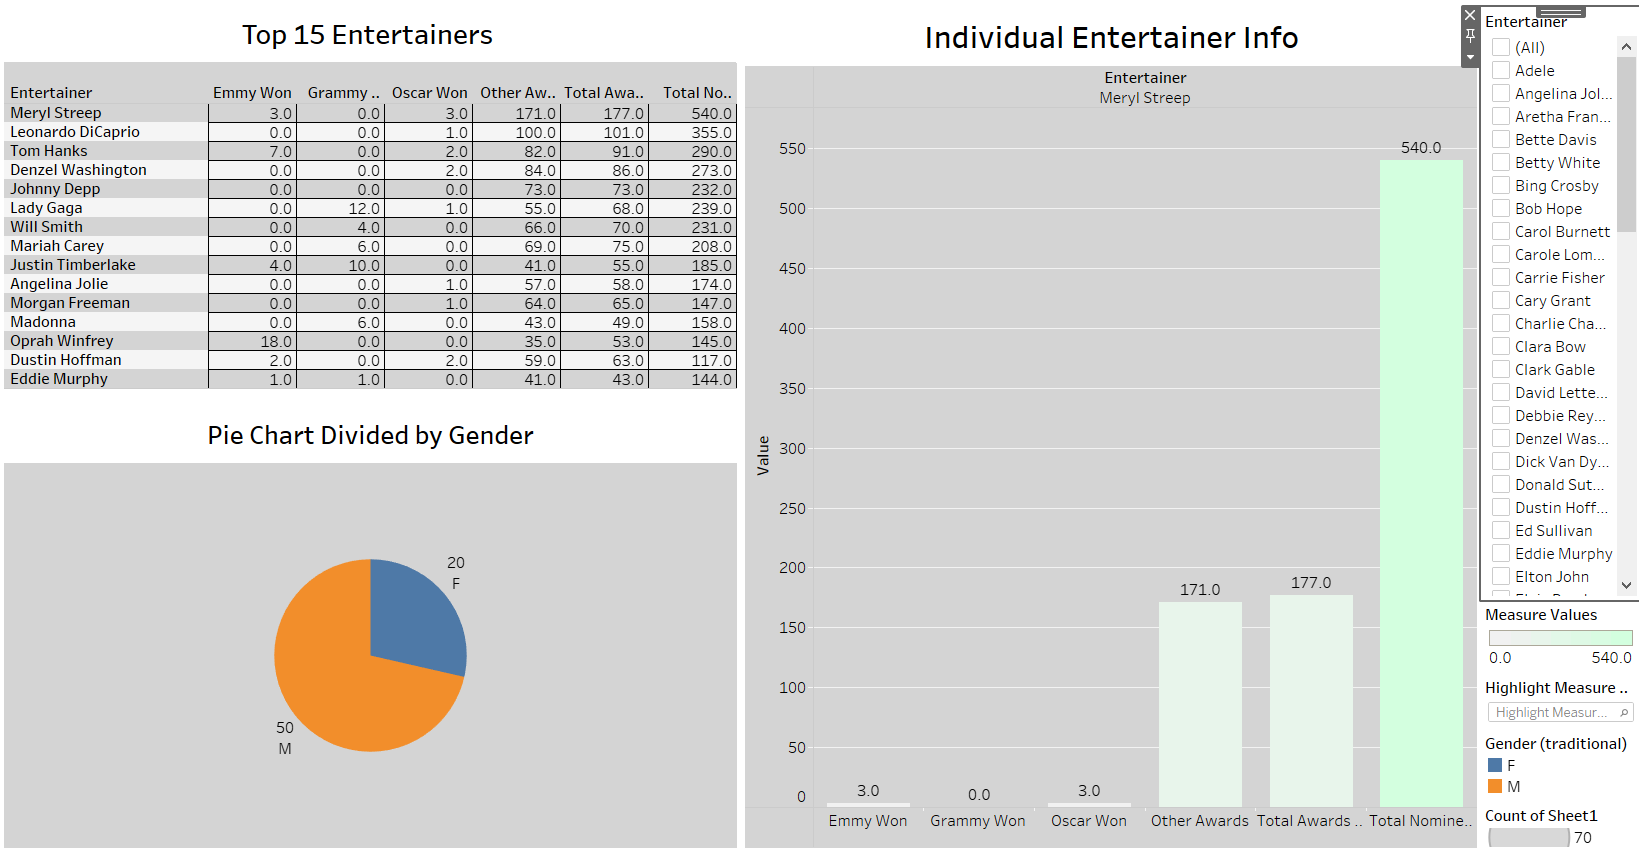 Top 15 Entertainers
Entertainer Emmy Won Grammy .. Oscar Won Other Aw.. Total Awa.. Total No..
Meryl Streep 3.0 0.0 3.0 171.0 177.0 540.0
Leonardo DiCaprio 0.0 0.0 1.0 100.0 101.0 355.0
Tom Hanks 7.0 0.0 2.0 82.0 91.0 290.0
Denzel Washington 0.0 0.0 2.0 84.0 86.0 273.0
Johnny Depp 0.0 0.0 0.0 73.0 73.0 232.0
Lady Gaga 0.0 12.0 1.0 55.0 68.0 239.0
Will Smith 0.0 4.0 0.0 66.0 70.0 231.0
Mariah Carey 0.0 6.0 0.0 69.0 75.0 208.0
Justin Timberlake 4.0 10.0 0.0 41.0 55.0 185.0
Angelina Jolie 0.0 0.0 1.0 57.0 58.0 174.0
Morgan Freeman 0.0 0.0 1.0 64.0 65.0 147.0
Madonna 0.0 6.0 0.0 43.0 49.0 158.0
Oprah Winfrey 18.0 0.0 0.0 35.0 53.0 145.0
Dustin Hoffman 2.0 0.0 2.0 59.0 63.0 117.0
Eddie Murphy 1.0 1.0 0.0 41.0 43.0 144.0
Pie Chart Divided by Gender
20
F
50
M
Individual Entertainer Info
Entertainer
Meryl Streep
Value
550
500
450
400
350
300
250
200
150
100
50
0
3.0 0.0 3.0 171.0 177.0 540.0
Emmy Won Grammy Won Oscar Won Other Awards Total Awards .. Total Nomine..
Entertainer
(All)
Adele
Angelina Jol...
Aretha Fran...
Bette Davis
Betty White
Bing Crosby
Bob Hope
Carol Burnett
Carole Lom...
Carrie Fisher
Cary Grant
Charlie Cha...
Clara Bow
Clark Gable
David Lette...
Debbie Rey...
Denzel Was...
Dick Van Dy...
Donald Sut...
Dustin Hoff...
Ed Sullivan
Eddie Murphy
Elton John
Measure Values
0.0 540.0
Highlight Measure ..
Highlight Measur...
Gender (traditional)
F
M
Count of Sheet1
70